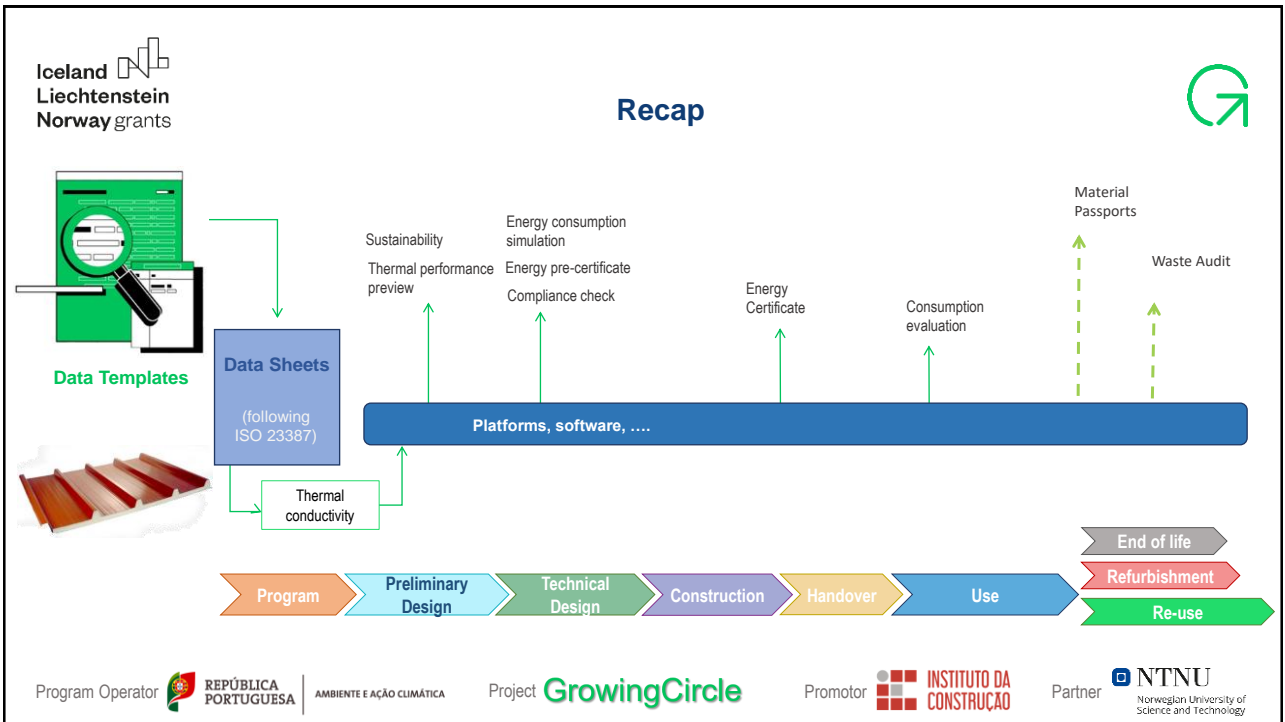 Iceland
Liechtenstein
Norway grants
Recap
Data Templates
Data Sheets
(following
ISO 23387)
Thermal
conductivity
Sustainability
Thermal performance
preview
Energy consumption
simulation
Energy pre-certificate
Compliance check
Energy
Certificate
Consumption
evaluation
Material
Passports
Waste Audit
Platforms, software, ….
Program
Preliminary
Design
Technical
Design
Construction
Handover
Use
End of life
Refurbishment
Re-use
Program Operator
REPÚBLICA
PORTUGUESA
AMBIENTE E AÇÃO CLIMÁTICA
Project GrowingCircle
Promotor
INSTITUTO DA
CONSTRUÇÃO
Partner
NTNU
Norwegian University of
Science and Technology